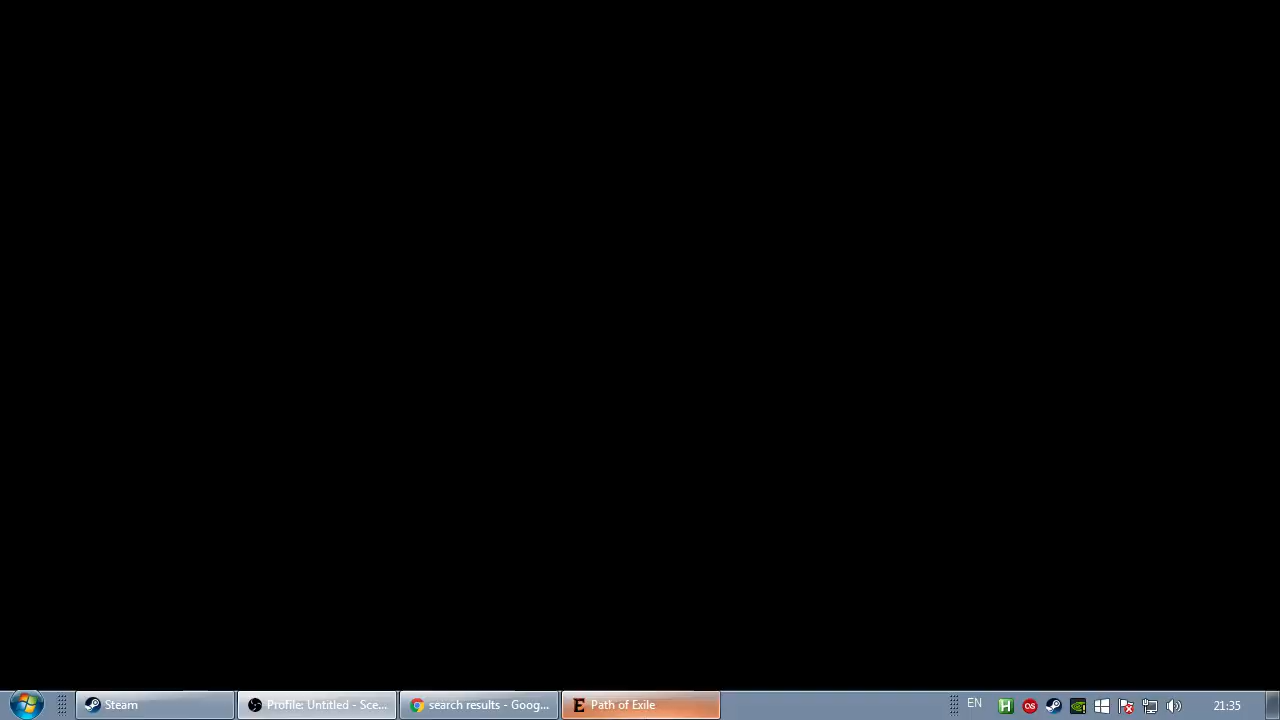 Steam
Profile: Untitled - Sce...
search results - Goog...
Path of Exile
EN
21:35